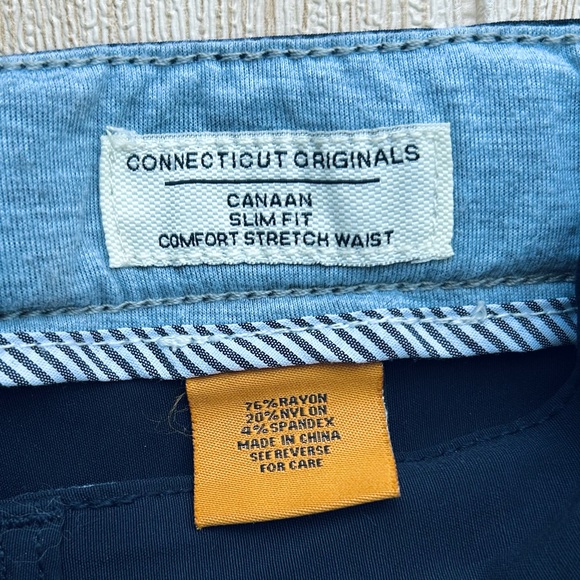 CONNECTICUT ORIGINALS
CANAAN
SLIM FIT
COMFORT STRETCH WAIST
76%RAYON
20%NYLON
4%SPANDEX
MADE IN CHINA
SEE REVERSE
FOR CARE